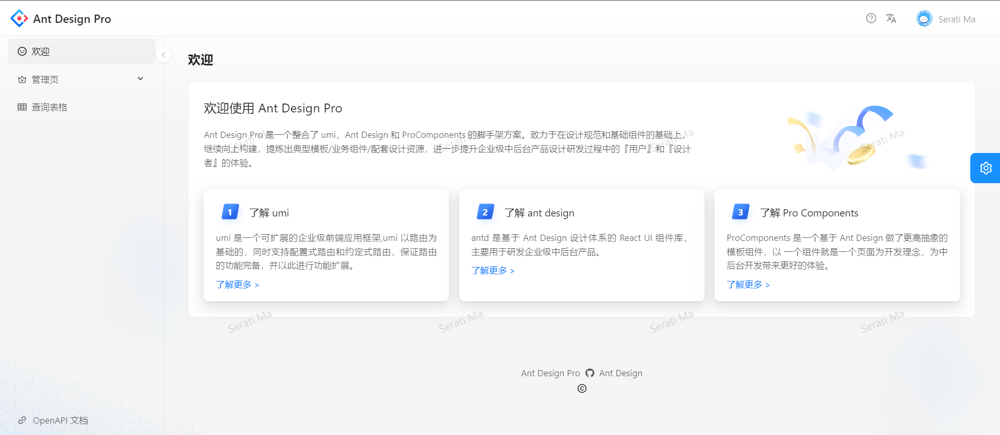 Ant Design Pro
Serati Ma
欢迎
管理页
查询表格
欢迎
欢迎使用 Ant Design Pro
Ant Design Pro 是一个整合了 umi，Ant Design 和 ProComponents 的脚手架方案。致力于在设计规范和基础组件的基础上，
继续向上构建，提炼出典型模板/业务组件/配套设计资源，进一步提升企业级中后台产品设计研发过程中的『用户』和『设计
者』的体验。
Serati Ma
Serati Ma
Serati Ma
Serati Ma
1
了解 umi
umi 是一个可扩展的企业级前端应用框架,umi 以路由为
基础的，同时支持配置式路由和约定式路由，保证路由
的功能完备，并以此进行功能扩展。
了解更多 >
2
了解 ant design
antd 是基于 Ant Design 设计体系的 React UI 组件库，
主要用于研发企业级中后台产品。
了解更多 >
3
了解 Pro Components
ProComponents 是一个基于 Ant Design 做了更高抽象的
模板组件，以 一个组件就是一个页面为开发理念，为中
后台开发带来更好的体验。
了解更多 >
Serati Ma
Serati Ma
Serati Ma
Serati Ma
Ant Design Pro Ant Design
©
OpenAPI 文档